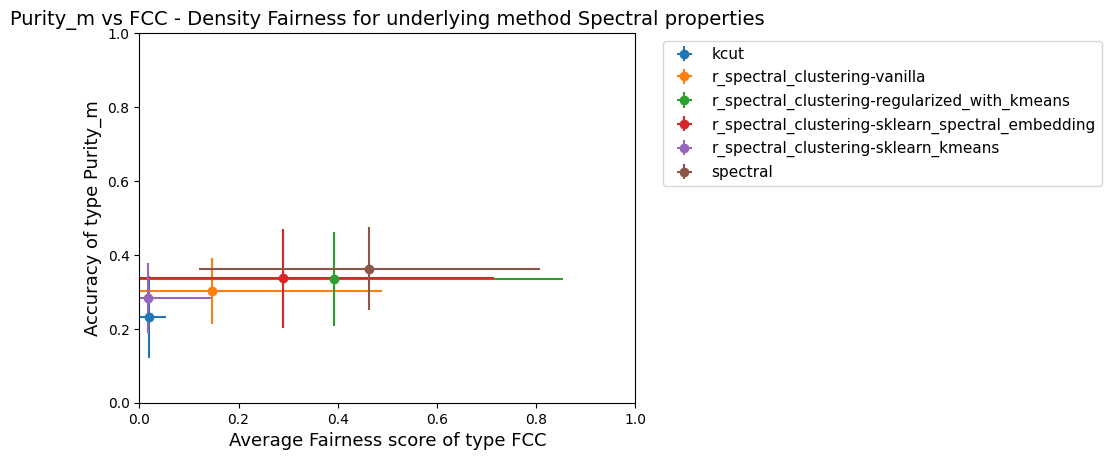 Purity_m vs FCC - Density Fairness for underlying method Spectral properties
1.0
0.8
0.6
0.4
0.2
0.0
Accuracy of type Purity_m
0.0 0.2 0.4 0.6 0.8 1.0
Average Fairness score of type FCC
kcut
r_spectral_clustering-vanilla
r_spectral_clustering-regularized_with_kmeans
r_spectral_clustering-sklearn_spectral_embedding
r_spectral_clustering-sklearn_kmeans
spectral